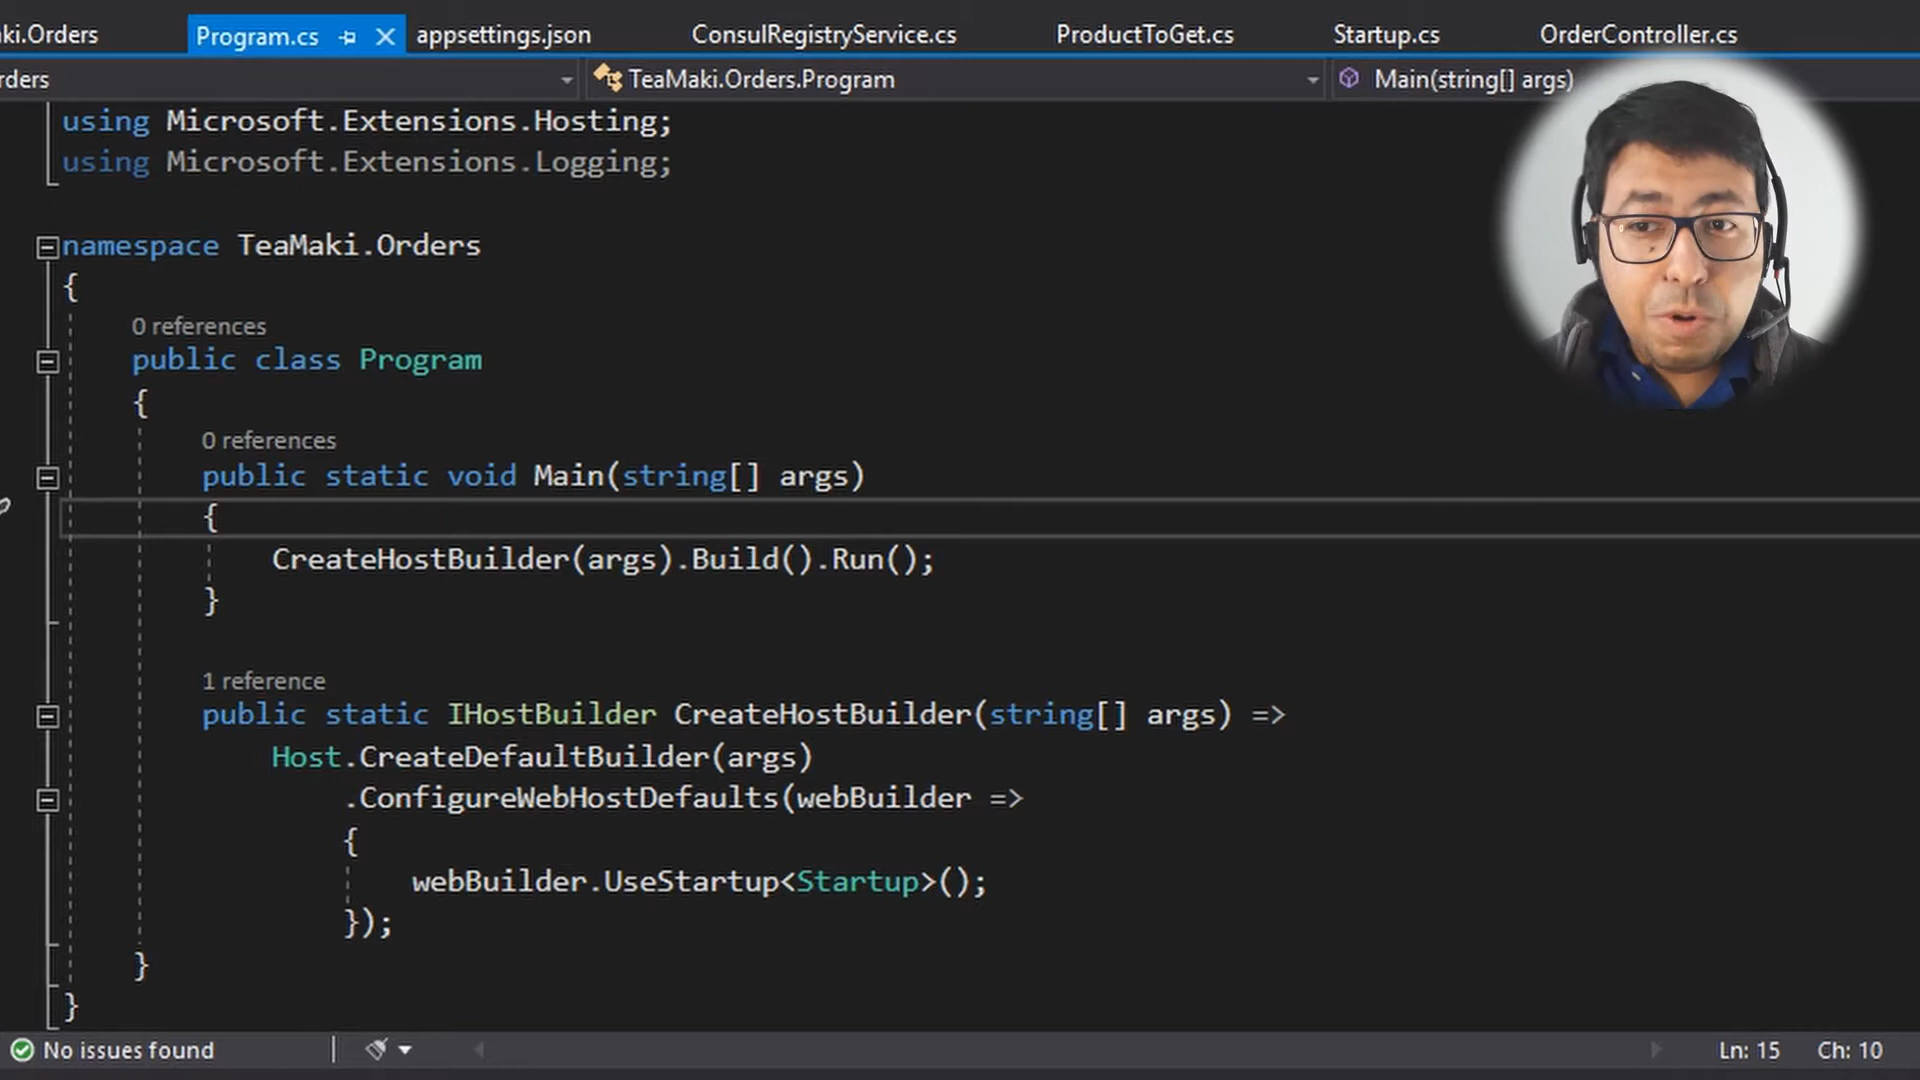 ki.Orders Program.cs appsettings.json ConsulRegistryService.cs ProductToGet.cs Startup.cs OrderController.cs
rders TeaMaki.Orders.Program Main(string[] args)
using Microsoft.Extensions.Hosting;
using Microsoft.Extensions.Logging;
namespace TeaMaki.Orders
{
0 references
public class Program
{
0 references
public static void Main(string[] args)
{
CreateHostBuilder(args).Build().Run();
}
1 reference
public static IHostBuilder CreateHostBuilder(string[] args) =>
Host.CreateDefaultBuilder(args)
.ConfigureWebHostDefaults(webBuilder =>
{
webBuilder.UseStartup<Startup>();
});
}
}
No issues found Ln: 15 Ch: 10